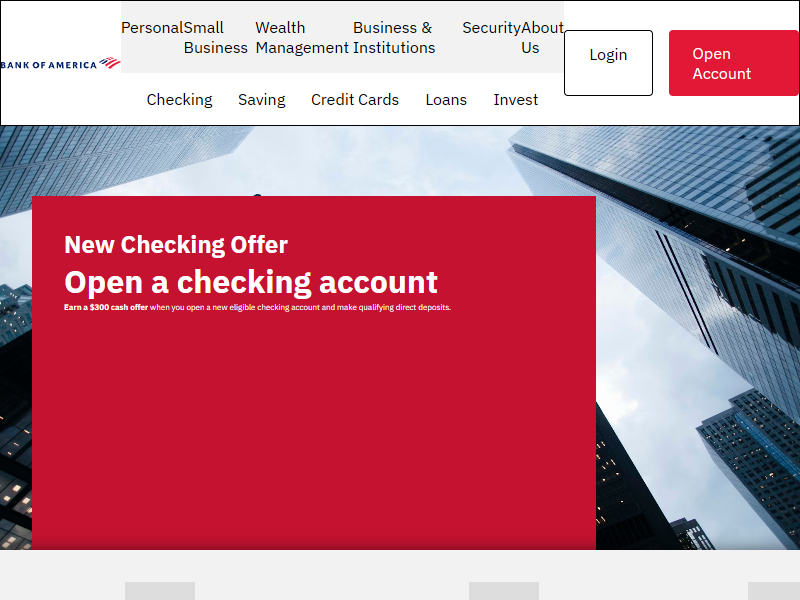 BANK OF AMERICA
Personal
Small Business
Wealth Management
Business & Institutions
Security
About Us
Checking
Saving
Credit Cards
Loans
Invest
Login
Open Account
New Checking Offer
Open a checking account
Earn a $300 cash offer when you open a new eligible checking account and make qualifying direct deposits.